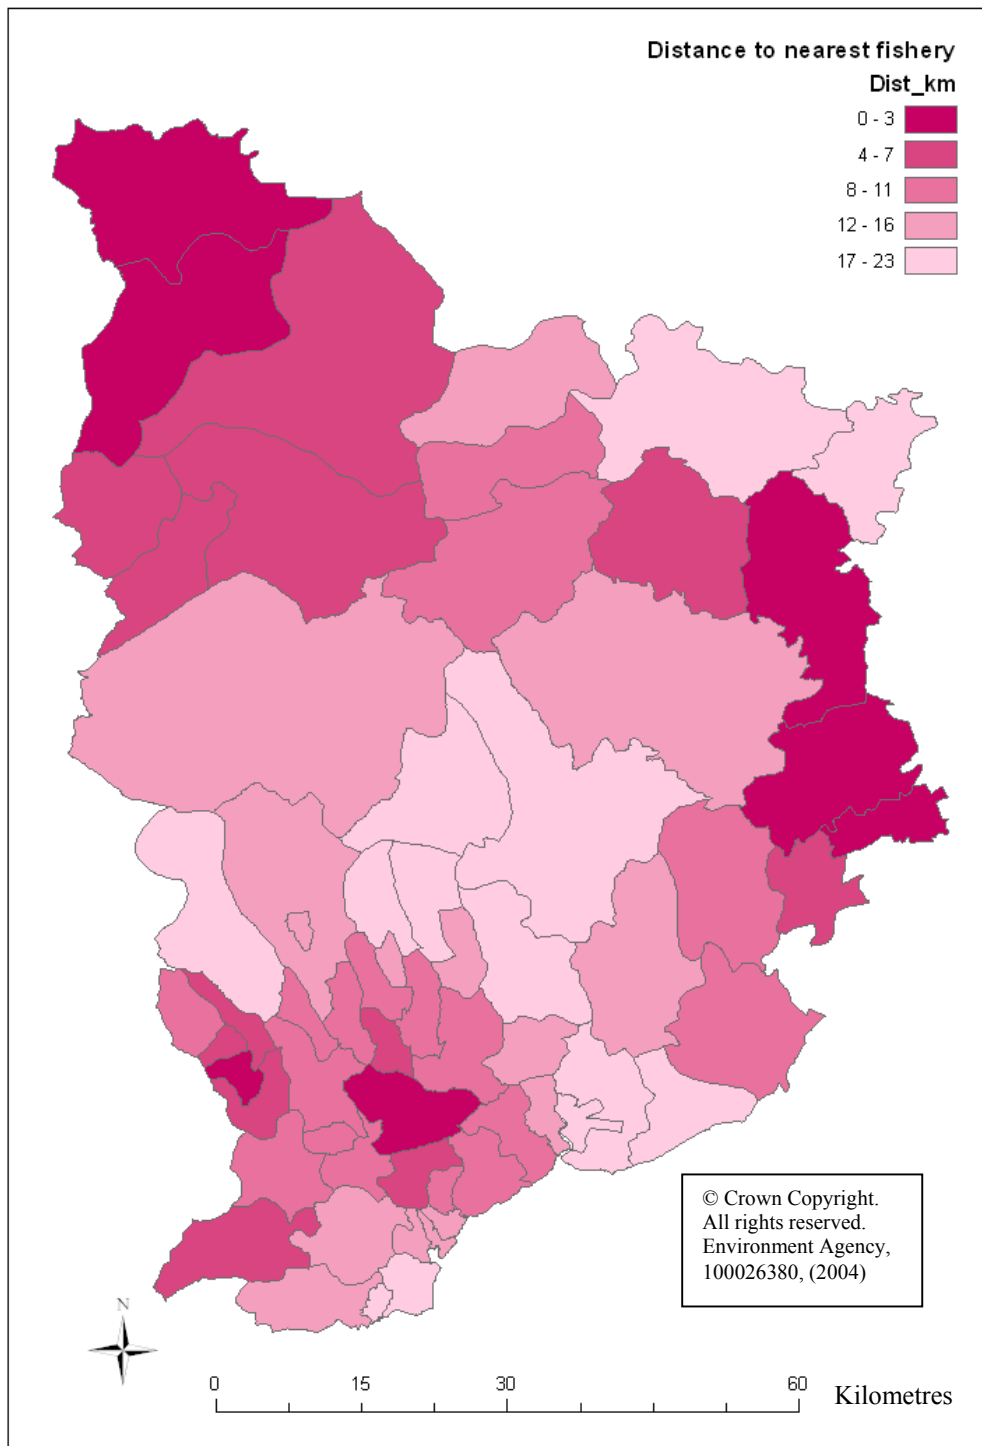 Distance to nearest fishery
Dist_km
0 - 3
4 - 7
8 - 11
12 - 16
17 - 23
© Crown Copyright.
All rights reserved.
Environment Agency,
100026380, (2004)
N
0 15 30 60 Kilometres